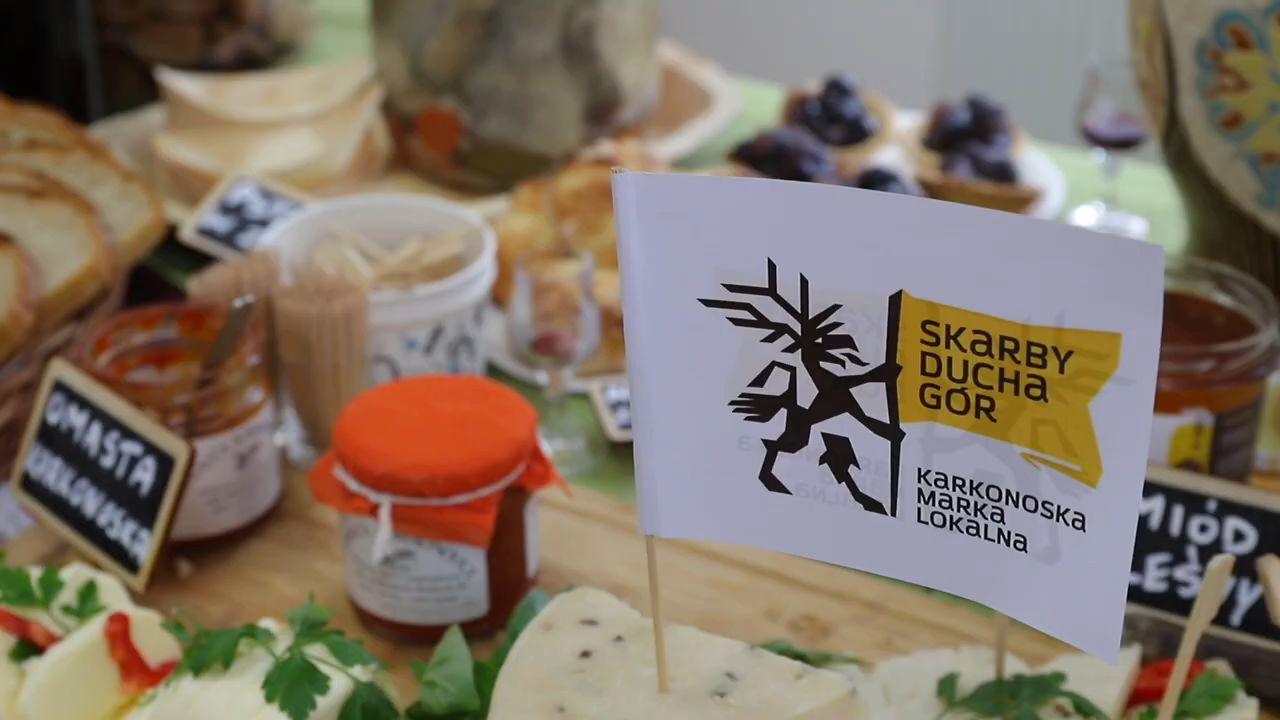 SKARBY
DUCHA
GÓR
KARKONOSKA
MARKA
LOKALNA
OMASTA
KARKONOSKA
MIÓD
LEŚNY